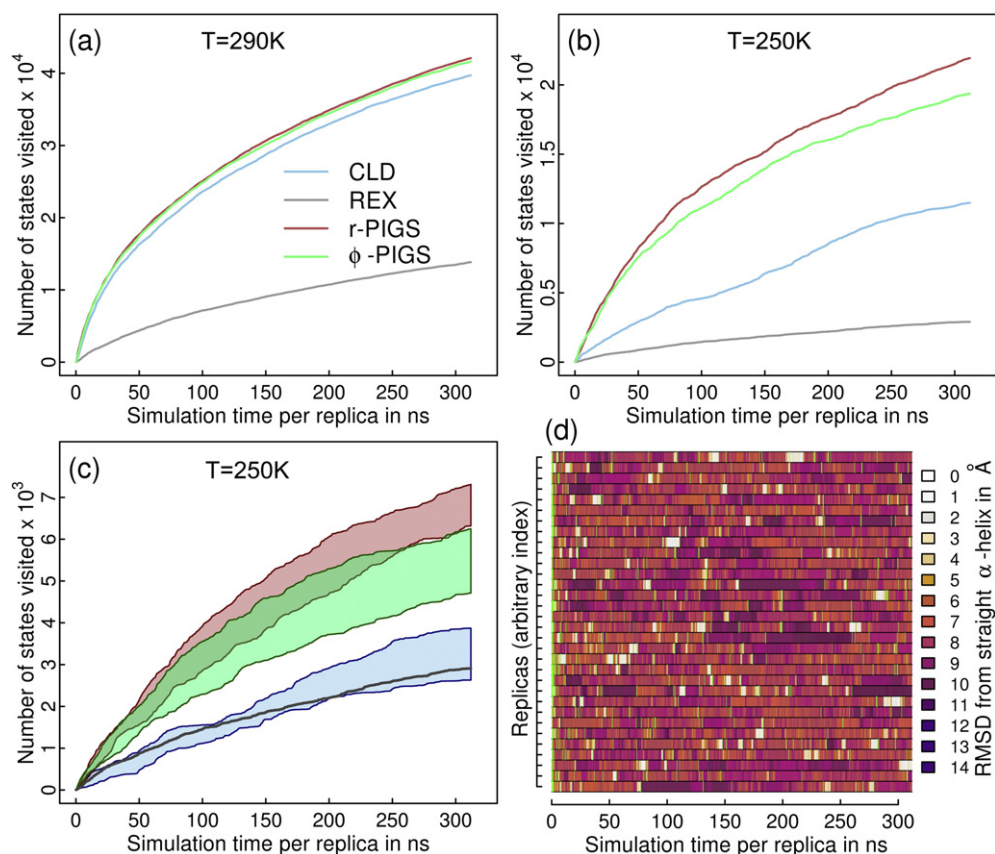 (a)
T=290K
Number of states visited x 10⁴
0
1
2
3
4
CLD
REX
r-PIGS
ϕ -PIGS
0 50 100 150 200 250 300
Simulation time per replica in ns
(b)
T=250K
Number of states visited x 10⁴
0
0.5
1
1.5
2
0 50 100 150 200 250 300
Simulation time per replica in ns
(c)
T=250K
Number of states visited x 10³
0
1
2
3
4
5
6
7
0 50 100 150 200 250 300
Simulation time per replica in ns
(d)
Replicas (arbitrary index)
0 50 100 150 200 250 300
Simulation time per replica in ns
0
1
2
3
4
5
6
7
8
9
10
11
12
13
14
RMSD from straight α-helix in Å